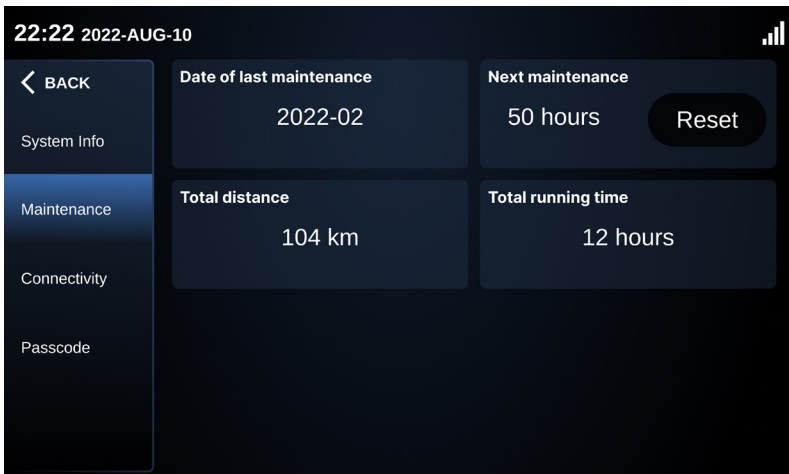 22:22 2022-AUG-10
BACK
System Info
Maintenance
Connectivity
Passcode
Date of last maintenance
2022-02
Next maintenance
50 hours
Reset
Total distance
104 km
Total running time
12 hours